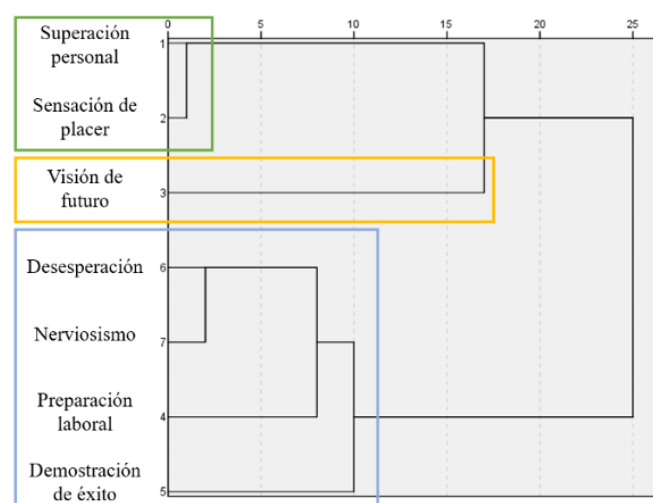 0 5 10 15 20 25
Superación
personal
1
Sensación de
placer
2
Visión de
futuro
3
Desesperación
6
Nerviosismo
7
Preparación
laboral
4
Demostración
de éxito
5